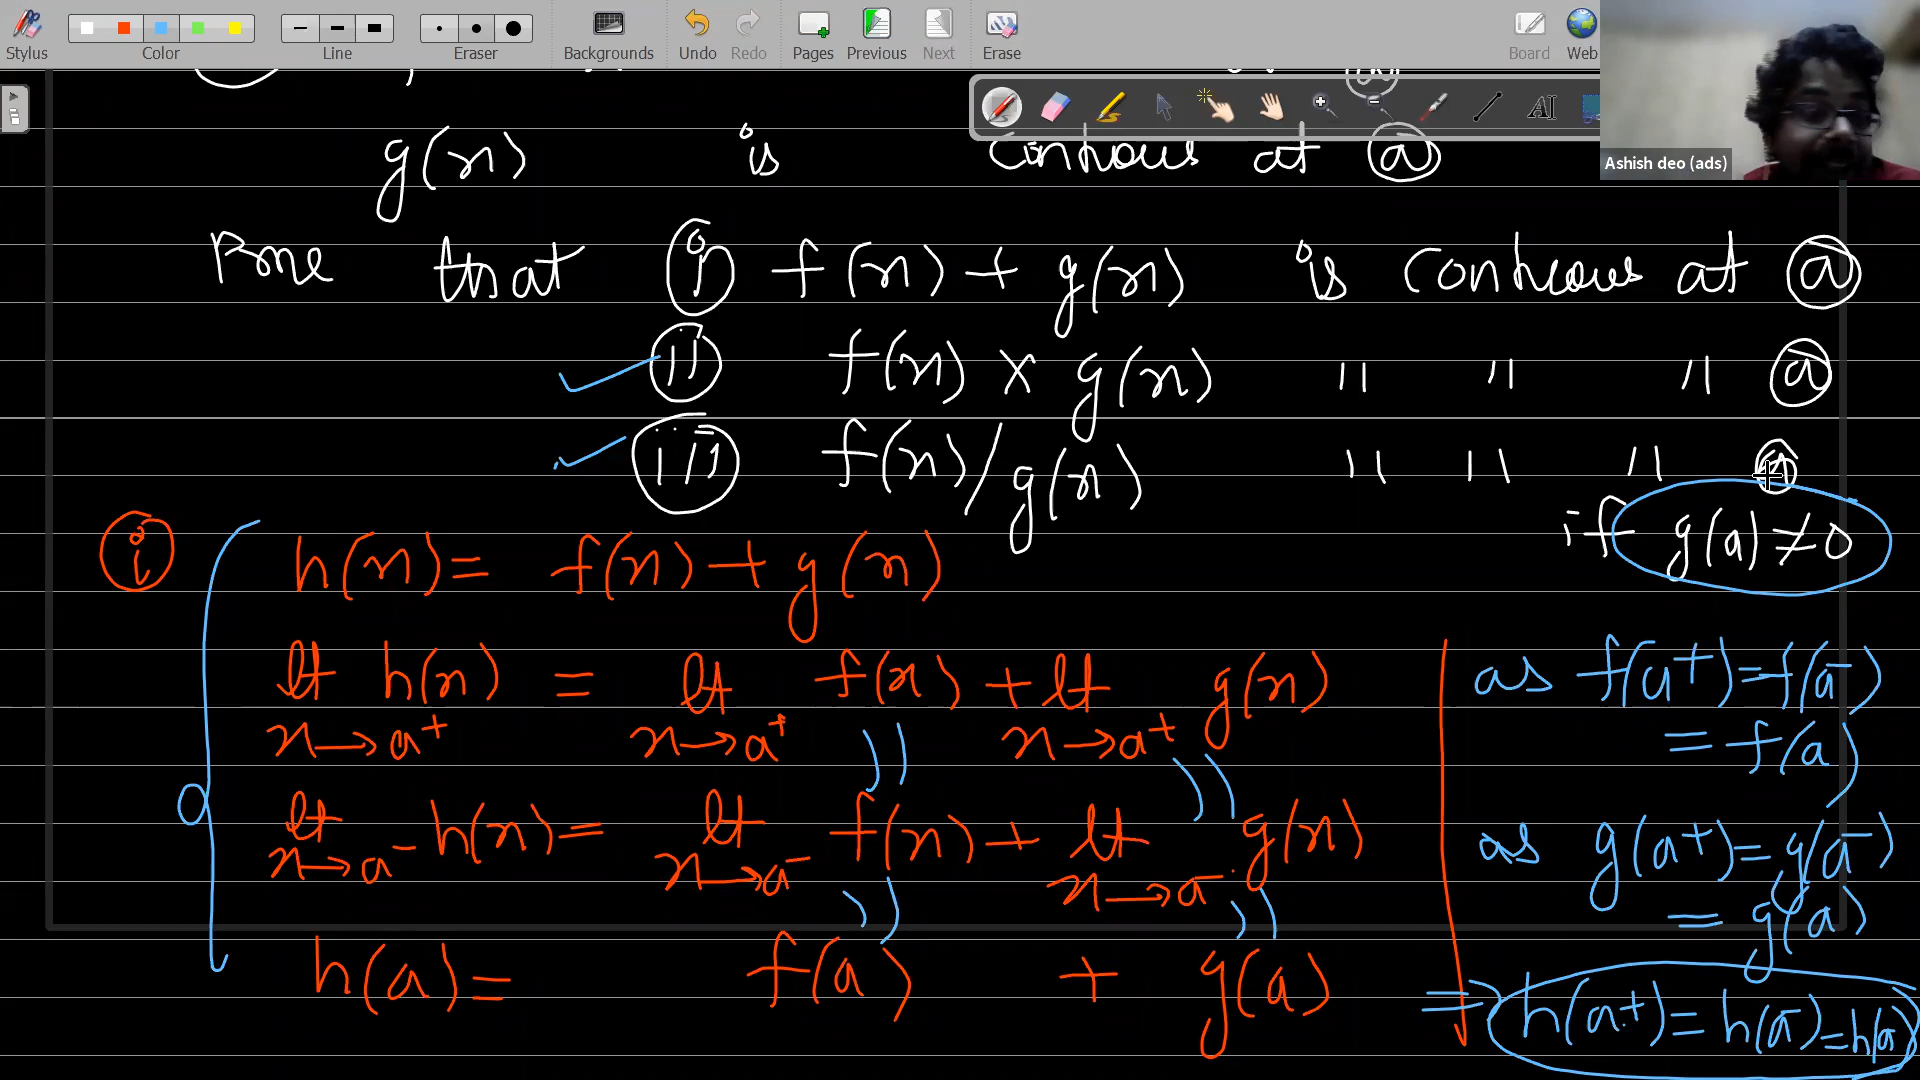 Stylus Color Line Eraser Backgrounds Undo Redo Pages Previous Next Erase Board Web
Ashish deo (ads)
g(x) is continous at a
Prove that i f(x) + g(x) is continuous at a
ii f(x) × g(x) " " " a
iii f(x)/g(x) " " " a
if g(a) ≠ 0
i h(x) = f(x) + g(x)
lt x→a+ h(x) = lt x→a+ f(x) + lt x→a+ g(x)
lt x→a- h(x) = lt x→a- f(x) + lt x→a- g(x)
h(a) = f(a) + g(a)
as f(a+) = f(a-)
= f(a)
as g(a+) = g(a-)
= g(a)
⇒ h(a+) = h(a-) = h(a)